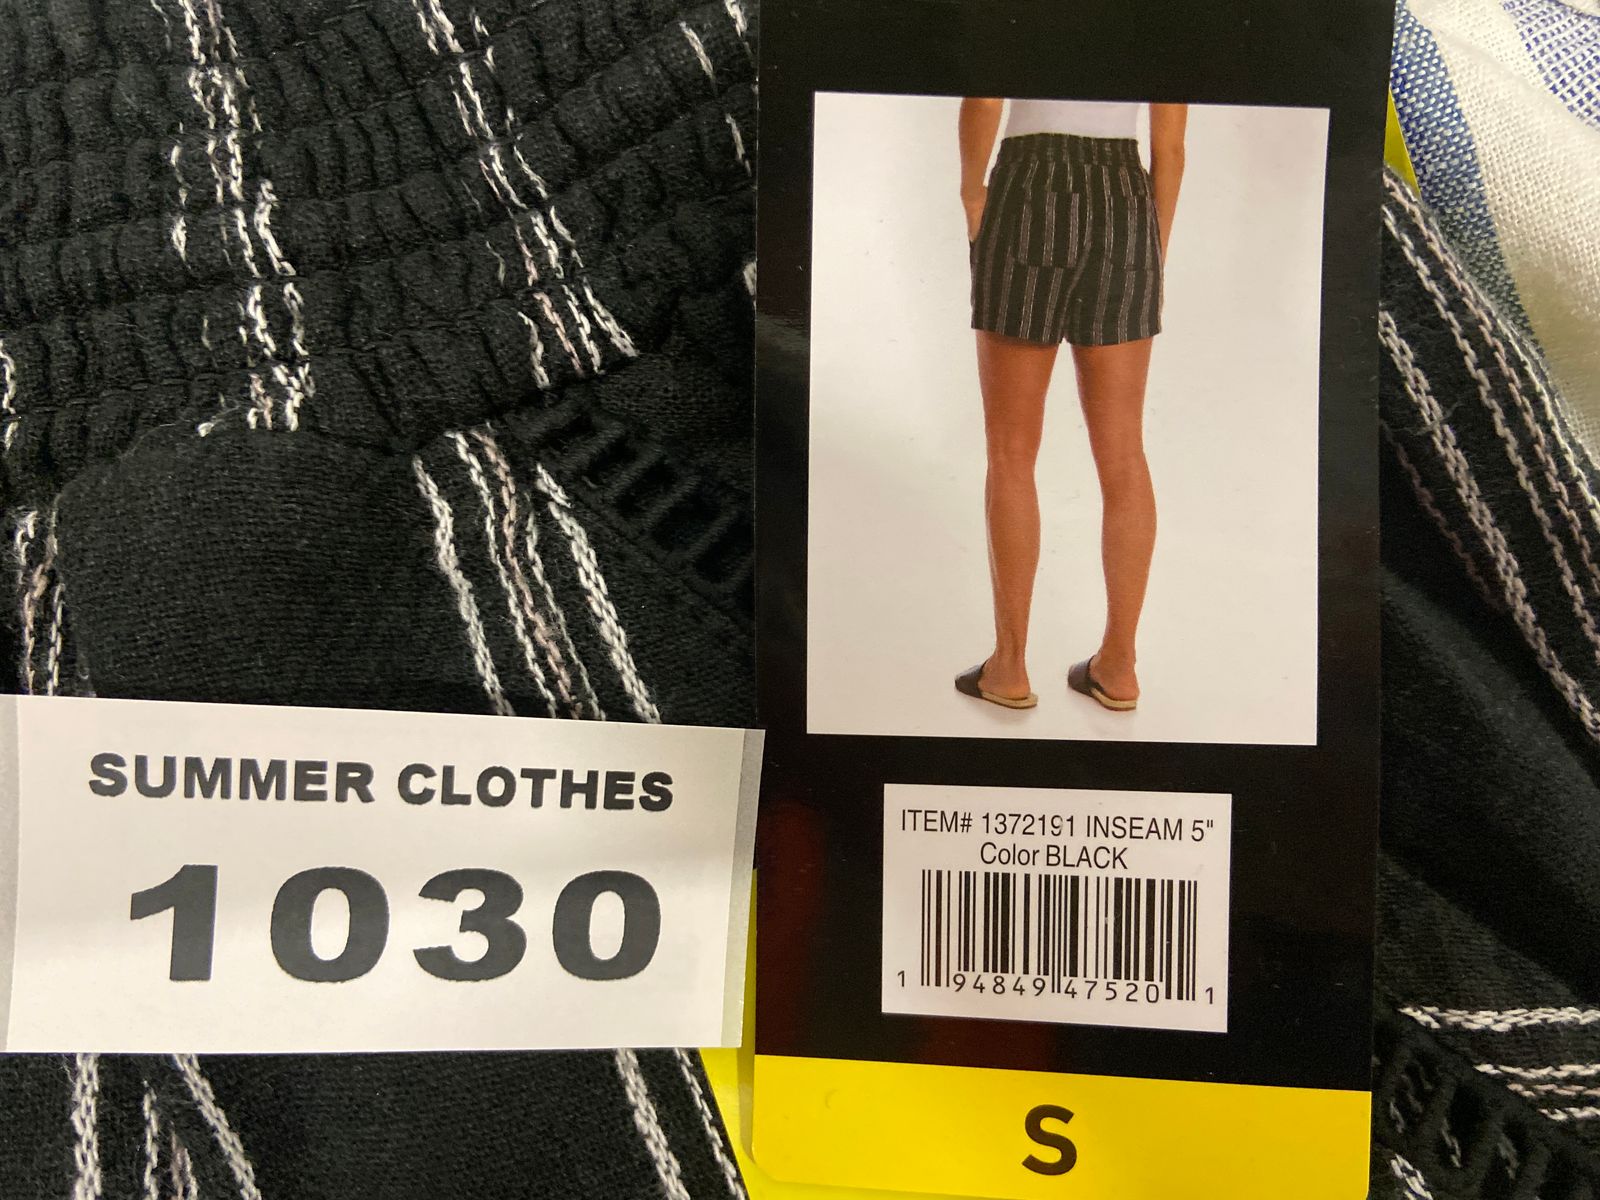 SUMMER CLOTHES
1030
ITEM# 1372191 INSEAM 5"
Color BLACK
1 94849 47520 1
S